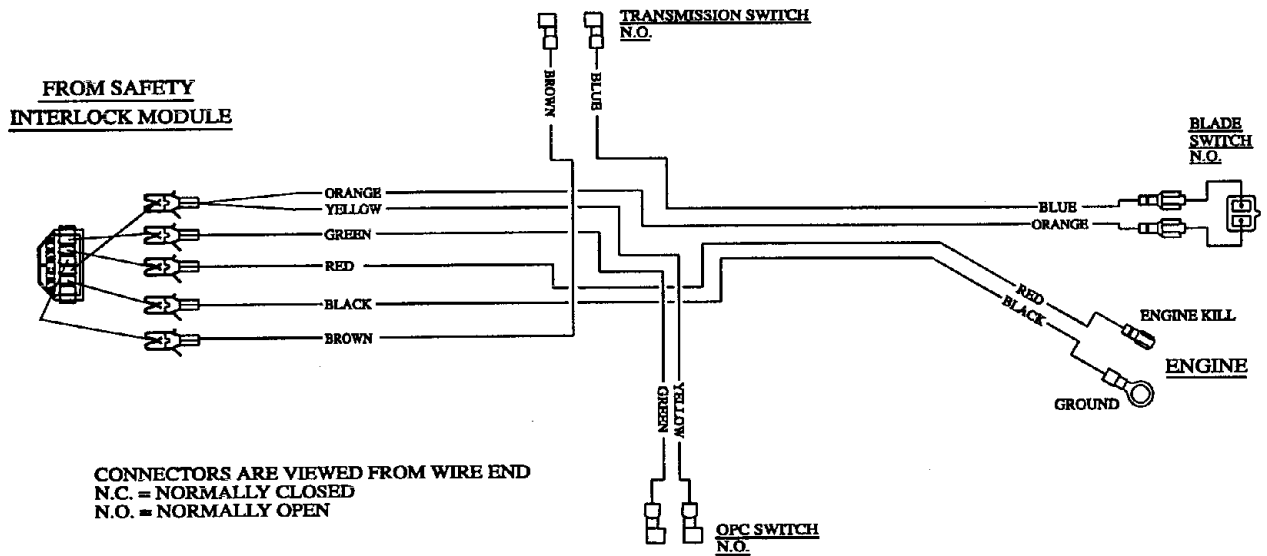 TRANSMISSION SWITCH
N.O.
FROM SAFETY
INTERLOCK MODULE
BROWN
BLUE
BLADE
SWITCH
N.O.
ORANGE
YELLOW
GREEN
RED
BLACK
BROWN
BLUE
ORANGE
RED
BLACK
ENGINE KILL
ENGINE
GROUND
GREEN
YELLOW
CONNECTORS ARE VIEWED FROM WIRE END
N.C. = NORMALLY CLOSED
N.O. = NORMALLY OPEN
OPC SWITCH
N.O.